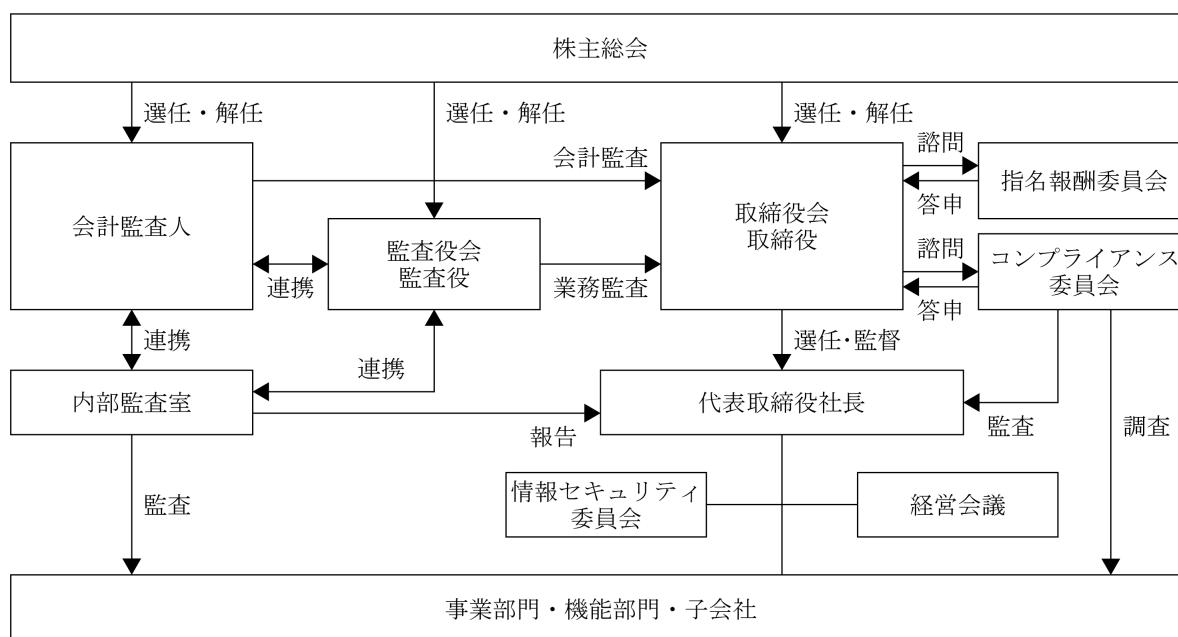 株主総会
選任・解任
選任・解任
選任・解任
会計監査人
会計監査
取締役会
取締役
諮問
答申
指名報酬委員会
監査役会
監査役
連携
業務監査
諮問
答申
コンプライアンス
委員会
連携
連携
選任・監督
内部監査室
報告
代表取締役社長
監査
調査
監査
情報セキュリティ
委員会
経営会議
事業部門・機能部門・子会社